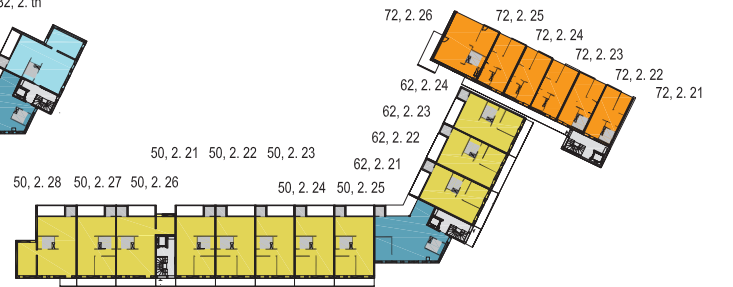 2. th
72, 2. 26
72, 2. 25
72, 2. 24
72, 2. 23
72, 2. 22
72, 2. 21
62, 2. 24
62, 2. 23
62, 2. 22
62, 2. 21
50, 2. 21
50, 2. 22
50, 2. 23
50, 2. 28
50, 2. 27
50, 2. 26
50, 2. 24
50, 2. 25